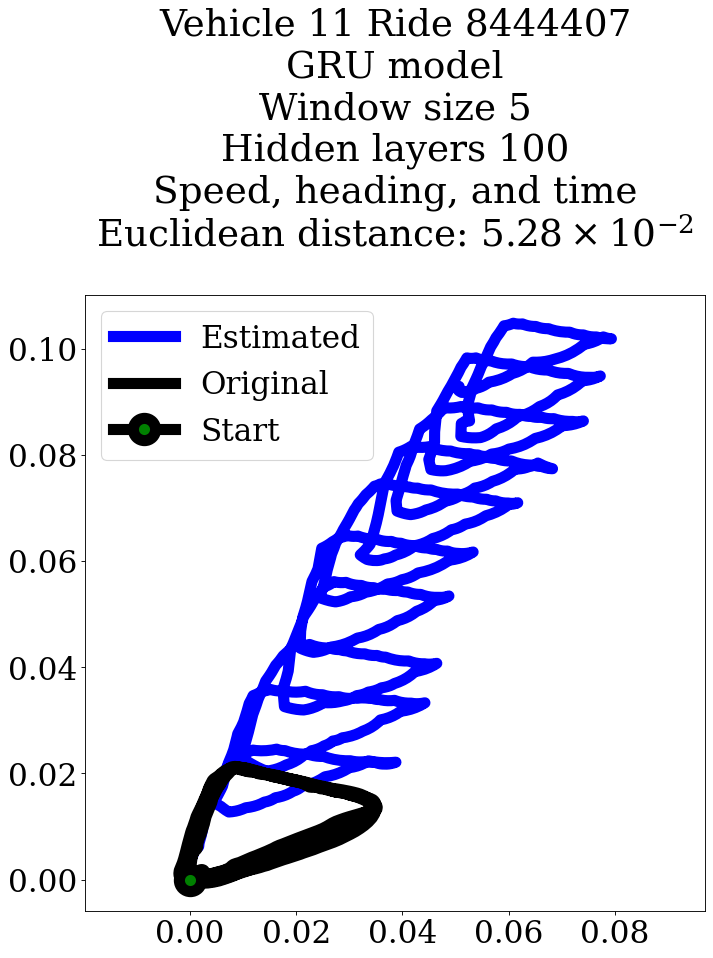 Vehicle 11 Ride 8444407
GRU model
Window size 5
Hidden layers 100
Speed, heading, and time
Euclidean distance: 5.28 × 10⁻²
Estimated
Original
Start
0.10
0.08
0.06
0.04
0.02
0.00
0.00 0.02 0.04 0.06 0.08